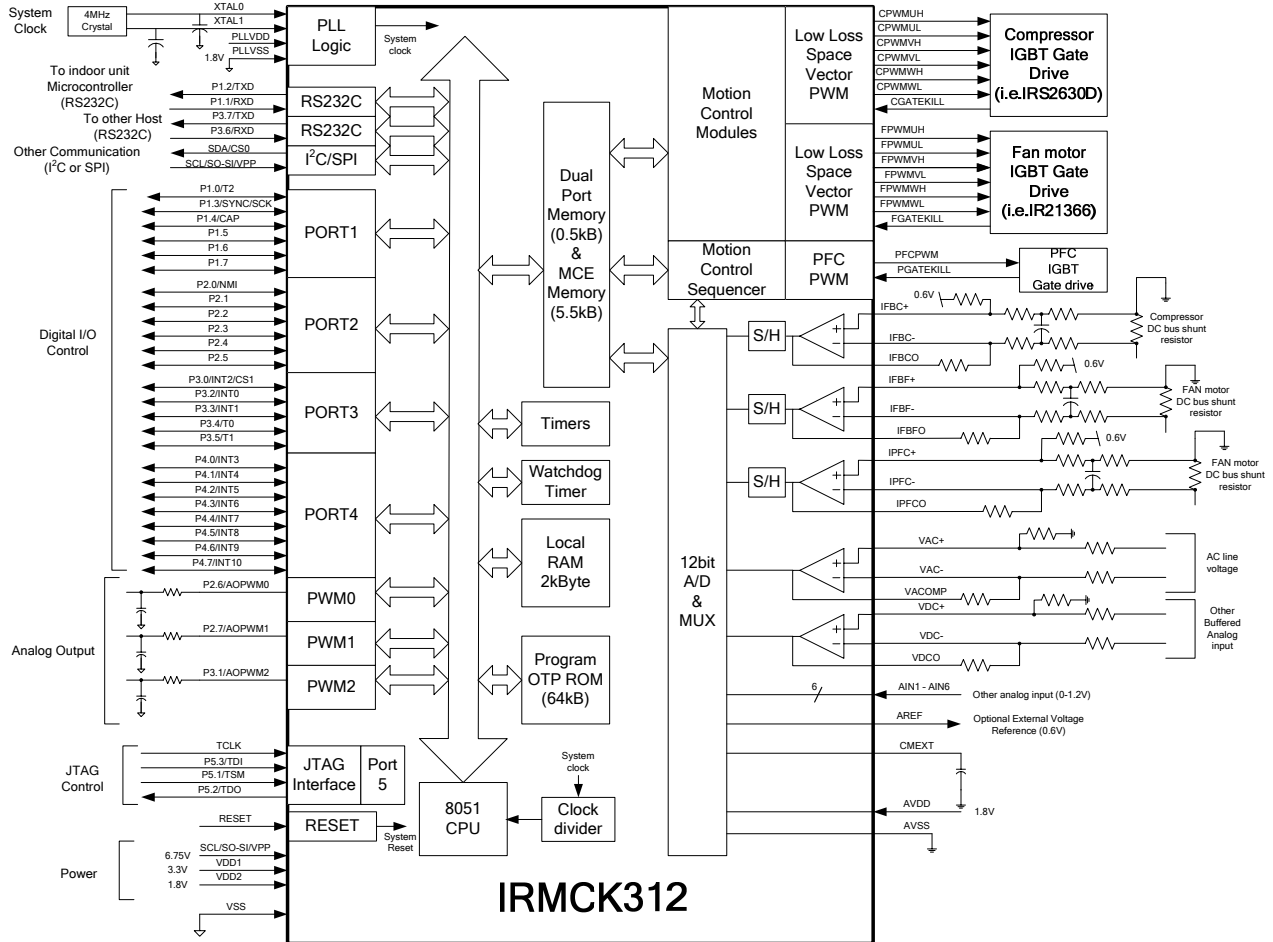 System
Clock
4MHz
Crystal
XTAL0
XTAL1
PLLVDD
PLLVSS
1.8V
PLL
Logic
System
clock
To indoor unit
Microcontroller
(RS232C)
P1.2/TXD
P1.1/RXD
RS232C
To other Host
(RS232C)
P3.7/TXD
P3.6/RXD
RS232C
Other Communication
(I²C or SPI)
SDA/CS0
SCL/SO-SI/VPP
I²C/SPI
Digital I/O
Control
P1.0/T2
P1.3/SYNC/SCK
P1.4/CAP
P1.5
P1.6
P1.7
PORT1
P2.0/NMI
P2.1
P2.2
P2.3
P2.4
P2.5
PORT2
P3.0/INT2/CS1
P3.2/INT0
P3.3/INT1
P3.4/T0
P3.5/T1
PORT3
P4.0/INT3
P4.1/INT4
P4.2/INT5
P4.3/INT6
P4.4/INT7
P4.5/INT8
P4.6/INT9
P4.7/INT10
PORT4
Analog Output
P2.6/AOPWM0
PWM0
P2.7/AOPWM1
PWM1
P3.1/AOPWM2
PWM2
JTAG
Control
TCLK
P5.3/TDI
P5.1/TSM
P5.2/TDO
JTAG
Interface
Port
5
RESET
RESET
System
Reset
Power
6.75V
SCL/SO-SI/VPP
3.3V
VDD1
1.8V
VDD2
VSS
Dual
Port
Memory
(0.5kB)
&
MCE
Memory
(5.5kB)
Timers
Watchdog
Timer
Local
RAM
2kByte
Program
OTP ROM
(64kB)
System
clock
8051
CPU
Clock
divider
Motion
Control
Modules
Motion
Control
Sequencer
Low Loss
Space
Vector
PWM
Low Loss
Space
Vector
PWM
PFC
PWM
12bit
A/D
&
MUX
S/H
S/H
S/H
CPWMUH
CPWMUL
CPWMVH
CPWMVL
CPWMWH
CPWMWL
CGATEKILL
Compressor
IGBT Gate
Drive
(i.e.IRS2630D)
FPWMUH
FPWMUL
FPWMVH
FPWMVL
FPWMWH
FPWMWL
FGATEKILL
Fan motor
IGBT Gate
Drive
(i.e.IR21366)
PFCPWM
PGATEKILL
PFC
IGBT
Gate drive
IFBC+
0.6V
+
-
IFBC-
IFBCO
Compressor
DC bus shunt
resistor
IFBF+
0.6V
+
-
IFBF-
IFBFO
FAN motor
DC bus shunt
resistor
IPFC+
0.6V
+
-
IPFC-
IPFCO
FAN motor
DC bus shunt
resistor
VAC+
+
-
VAC-
VACOMP
AC line
voltage
VDC+
+
-
VDC-
VDCO
Other
Buffered
Analog
input
6
AIN1 - AIN6
Other analog input (0-1.2V)
AREF
Optional External Voltage
Reference (0.6V)
CMEXT
AVDD
1.8V
AVSS
IRMCK312